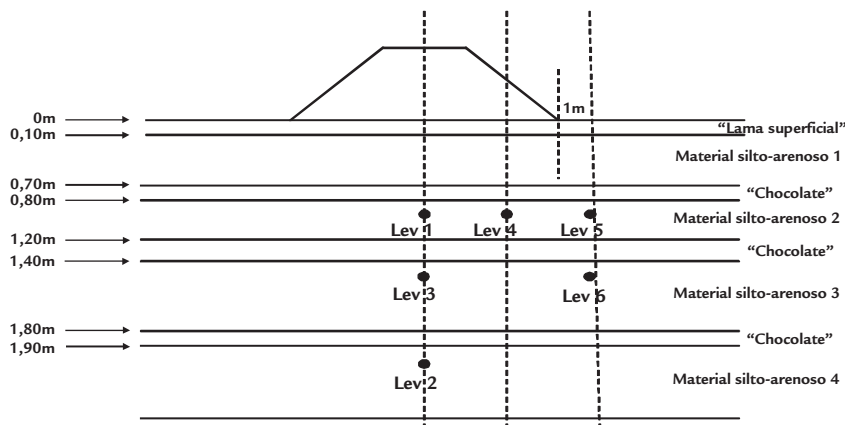 0m
0,10m
1m
"Lama superficial"
Material silto-arenoso 1
0,70m
0,80m
"Chocolate"
Material silto-arenoso 2
Lev 1
Lev 4
Lev 5
1,20m
1,40m
"Chocolate"
Lev 3
Lev 6
Material silto-arenoso 3
1,80m
1,90m
"Chocolate"
Lev 2
Material silto-arenoso 4